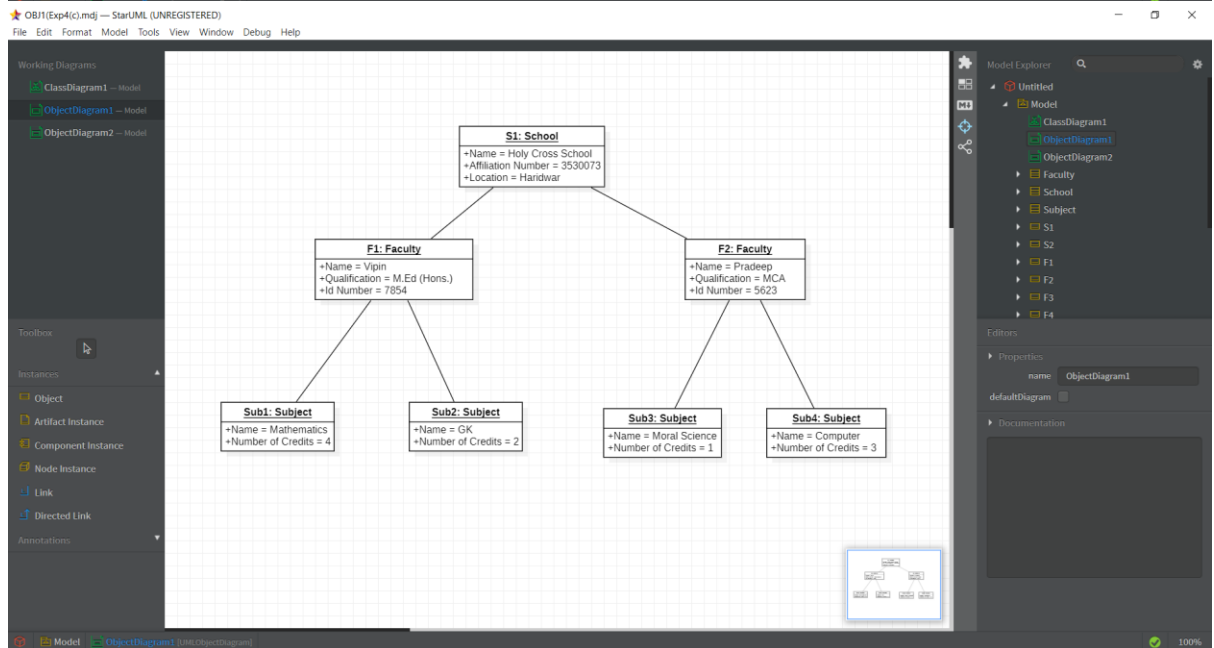 OBJ1(Exp4(c).mdj — StarUML (UNREGISTERED)
File Edit Format Model Tools View Window Debug Help
Working Diagrams
ClassDiagram1 — Model
ObjectDiagram1 — Model
ObjectDiagram2 — Model
Toolbox
Instances
Object
Artifact Instance
Component Instance
Node Instance
Link
Directed Link
Annotations
S1: School
+Name = Holy Cross School
+Affiliation Number = 3530073
+Location = Haridwar
F1: Faculty
+Name = Vipin
+Qualification = M.Ed (Hons.)
+Id Number = 7854
F2: Faculty
+Name = Pradeep
+Qualification = MCA
+Id Number = 5623
Sub1: Subject
+Name = Mathematics
+Number of Credits = 4
Sub2: Subject
+Name = GK
+Number of Credits = 2
Sub3: Subject
+Name = Moral Science
+Number of Credits = 1
Sub4: Subject
+Name = Computer
+Number of Credits = 3
Model Explorer
Untitled
Model
ClassDiagram1
ObjectDiagram1
ObjectDiagram2
Faculty
School
Subject
S1
S2
F1
F2
F3
F4
Editors
Properties
name ObjectDiagram1
defaultDiagram
Documentation
Model ObjectDiagram1 [UMLObjectDiagram]
100%